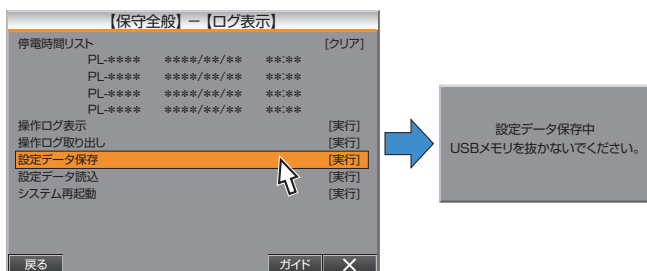 【保守全般】－【ログ表示】
停電時間リスト [クリア]
PL-**** ****/**/** **:**
PL-**** ****/**/** **:**
PL-**** ****/**/** **:**
PL-**** ****/**/** **:**
操作ログ表示 [実行]
操作ログ取り出し [実行]
設定データ保存 [実行]
設定データ読込 [実行]
システム再起動 [実行]
戻る ガイド ×
設定データ保存中
USBメモリを抜かないでください。